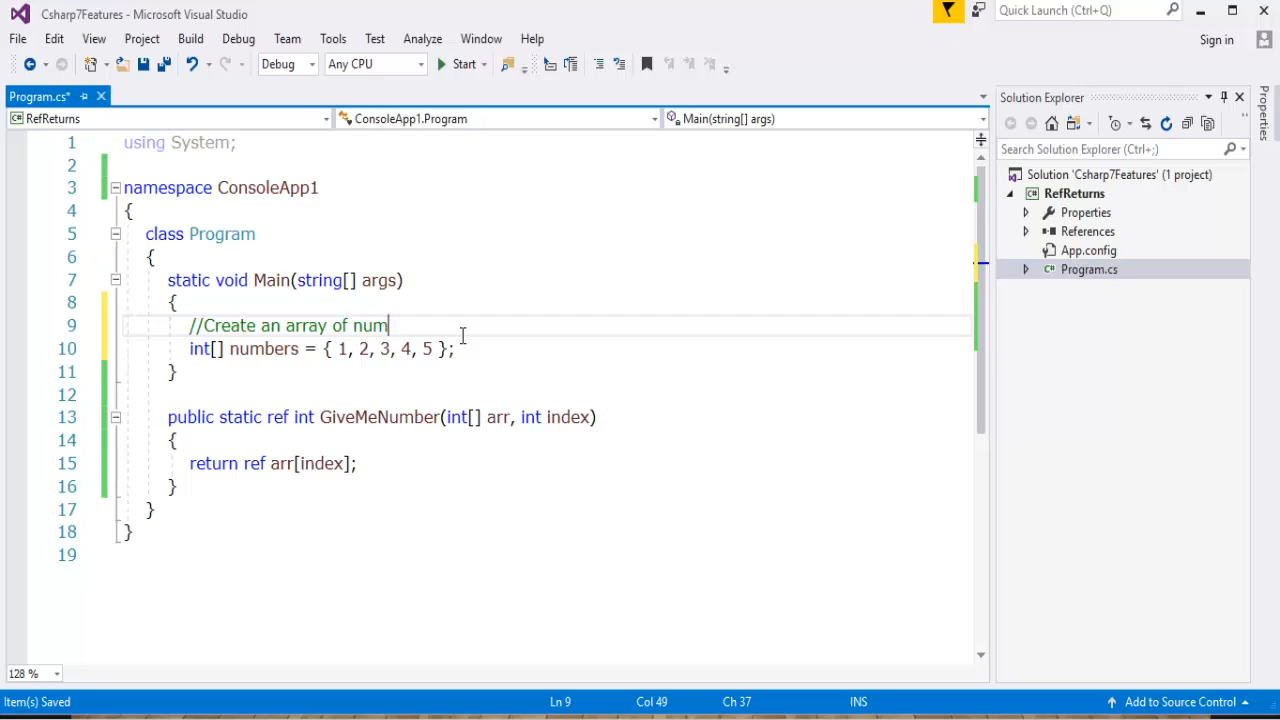 Csharp7Features - Microsoft Visual Studio
Quick Launch (Ctrl+Q)
File Edit View Project Build Debug Team Tools Test Analyze Window Help
Sign in
Debug Any CPU Start
Program.cs*
RefReturns ConsoleApp1.Program Main(string[] args)
1 using System;
2
3 namespace ConsoleApp1
4 {
5 class Program
6 {
7 static void Main(string[] args)
8 {
9 //Create an array of num
10 int[] numbers = { 1, 2, 3, 4, 5 };
11 }
12
13 public static ref int GiveMeNumber(int[] arr, int index)
14 {
15 return ref arr[index];
16 }
17 }
18 }
19
128 %
Solution Explorer
Search Solution Explorer (Ctrl+;)
Solution 'Csharp7Features' (1 project)
RefReturns
Properties
References
App.config
Program.cs
Properties
Item(s) Saved Ln 9 Col 49 Ch 37 INS Add to Source Control